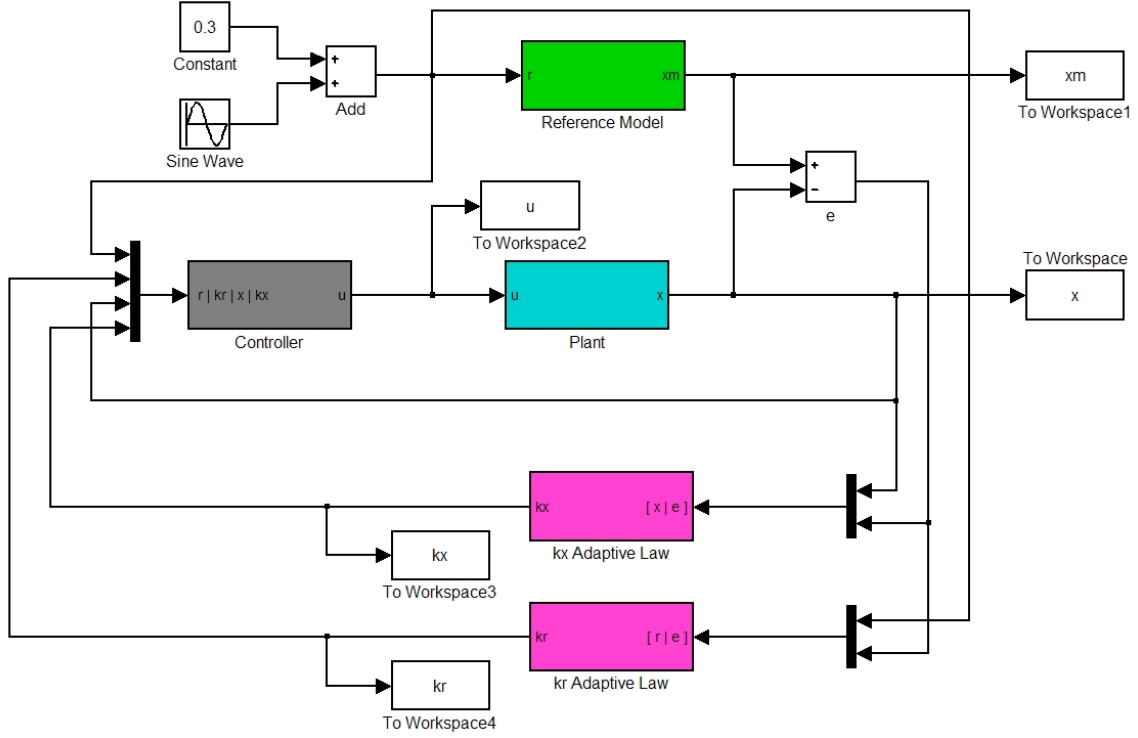 0.3
Constant
+
+
Add
Sine Wave
r
xm
Reference Model
xm
To Workspace1
+
−
e
u
To Workspace2
r | kr | x | kx
u
Controller
u
x
Plant
To Workspace
x
kx
[ x | e ]
kx Adaptive Law
kx
To Workspace3
kr
[ r | e ]
kr Adaptive Law
kr
To Workspace4